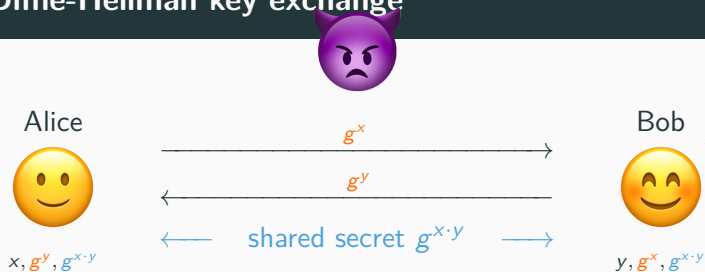 Diffie-Hellman key exchange
Alice
Bob
g^x
g^y
shared secret g^{x·y}
x, g^y, g^{x·y}
y, g^x, g^{x·y}